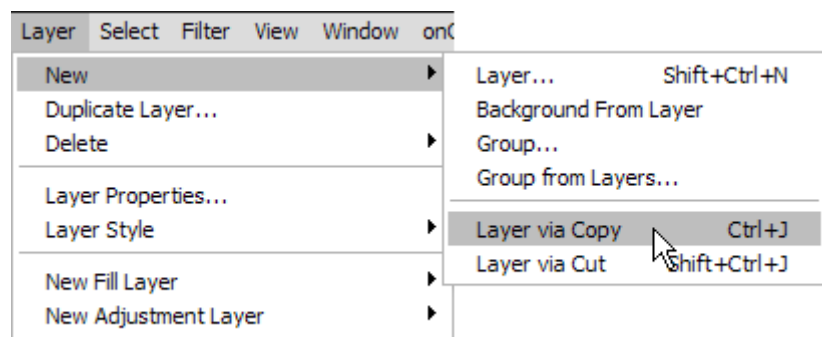 Layer Select Filter View Window on
New
Duplicate Layer...
Delete
Layer Properties...
Layer Style
New Fill Layer
New Adjustment Layer
Layer... Shift+Ctrl+N
Background From Layer
Group...
Group from Layers...
Layer via Copy Ctrl+J
Layer via Cut Shift+Ctrl+J